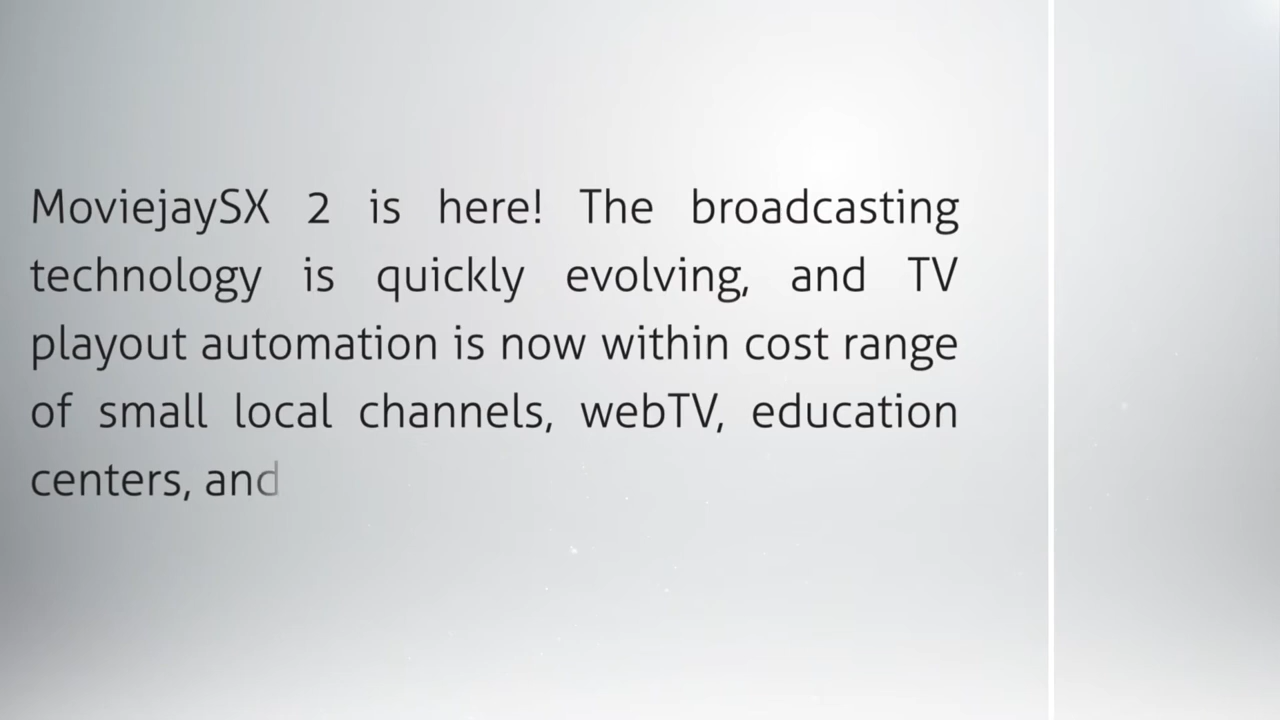 MoviejaySX 2 is here! The broadcasting
technology is quickly evolving, and TV
playout automation is now within cost range
of small local channels, webTV, education
centers, and